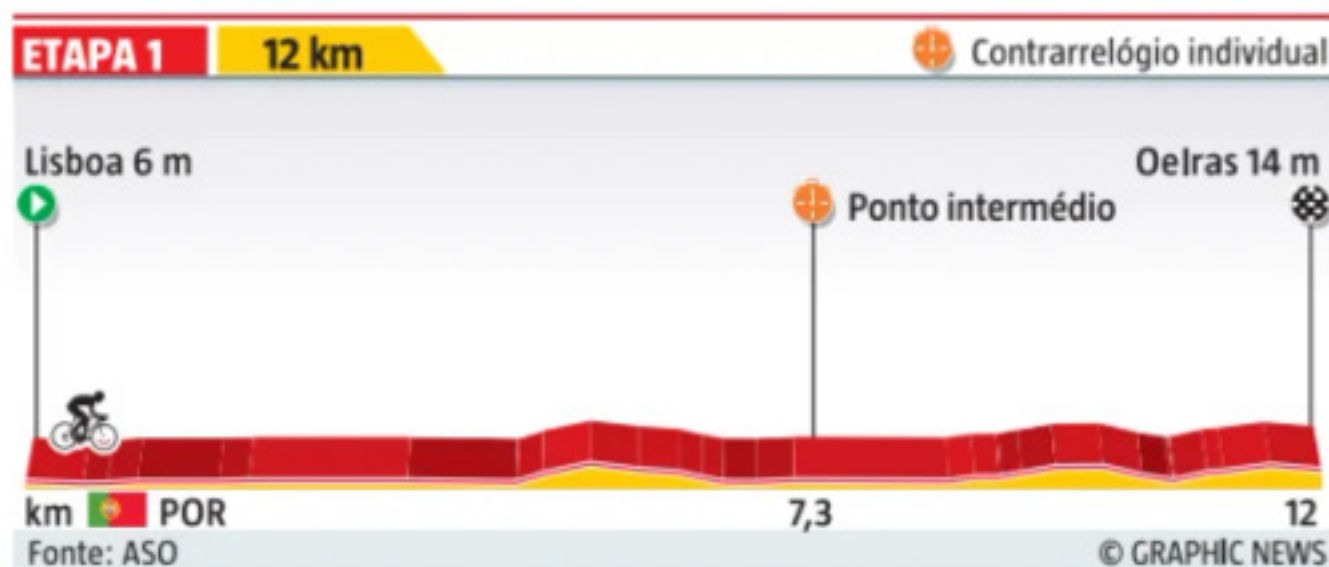 ETAPA 1 12 km Contrarrelógio individual
Lisboa 6 m Oelras 14 m
Ponto intermédio
km POR 7,3 12
Fonte: ASO © GRAPHIC NEWS